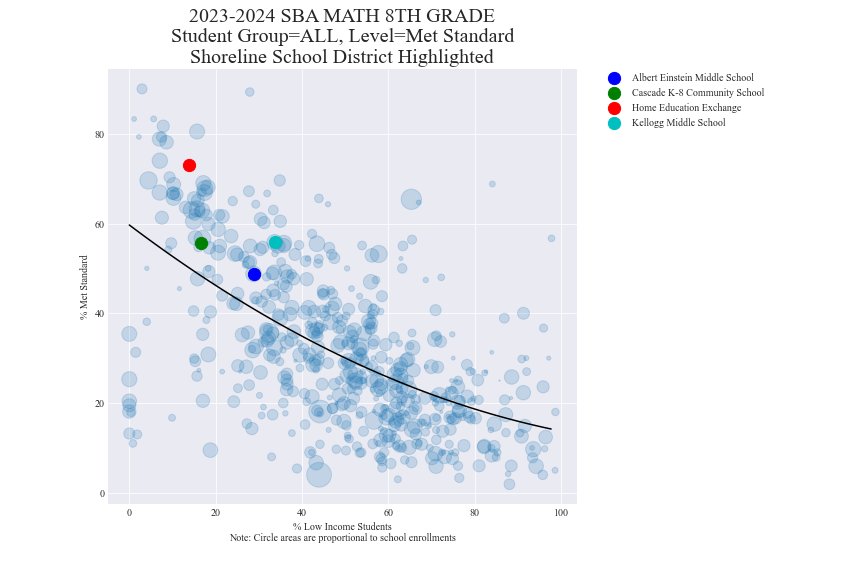 2023-2024 SBA MATH 8TH GRADE
Student Group=ALL, Level=Met Standard
Shoreline School District Highlighted
Albert Einstein Middle School
Cascade K-8 Community School
Home Education Exchange
Kellogg Middle School
% Met Standard
80
60
40
20
0
0 20 40 60 80 100
% Low Income Students
Note: Circle areas are proportional to school enrollments